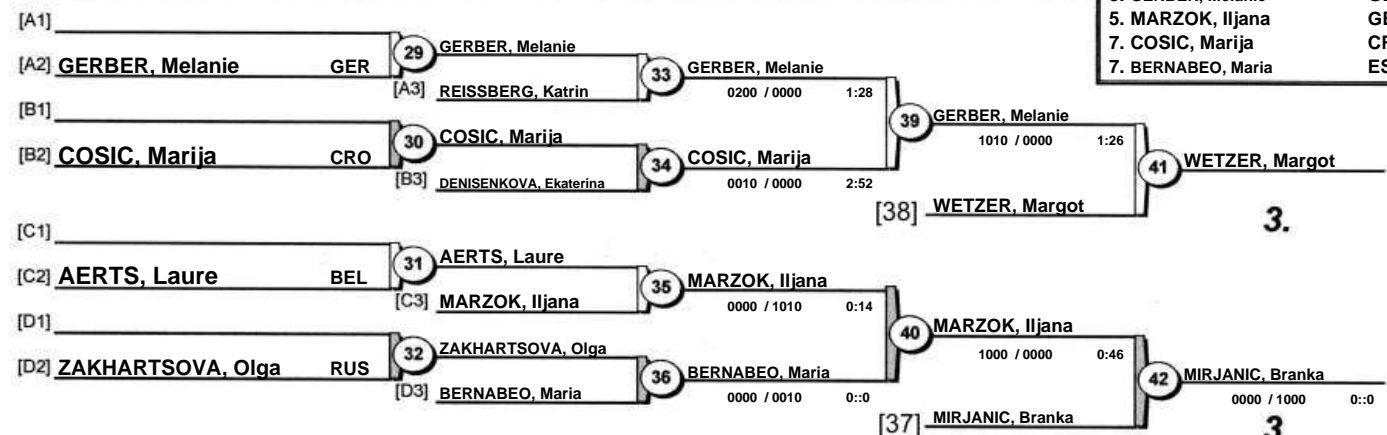 5. MARZOK, Iljana
7. COSIC, Marija
7. BERNABEO, Maria
[A1]
[A2] GERBER, Melanie GER
29
GERBER, Melanie
[A3] REISSBERG, Katrin
33
GERBER, Melanie
0200 / 0000 1:28
[B1]
[B2] COSIC, Marija CRO
30
COSIC, Marija
[B3] DENISENKOVA, Ekaterina
34
COSIC, Marija
0010 / 0000 2:52
39
GERBER, Melanie
1010 / 0000 1:26
[38] WETZER, Margot
41
WETZER, Margot
3.
[C1]
[C2] AERTS, Laure BEL
31
AERTS, Laure
[C3] MARZOK, Iljana
35
MARZOK, Iljana
0000 / 1010 0:14
[D1]
[D2] ZAKHARTSOVA, Olga RUS
32
ZAKHARTSOVA, Olga
[D3] BERNABEO, Maria
36
BERNABEO, Maria
0000 / 0010 0::0
40
MARZOK, Iljana
1000 / 0000 0:46
[37] MIRJANIC, Branka
42
MIRJANIC, Branka
0000 / 1000 0::0
3